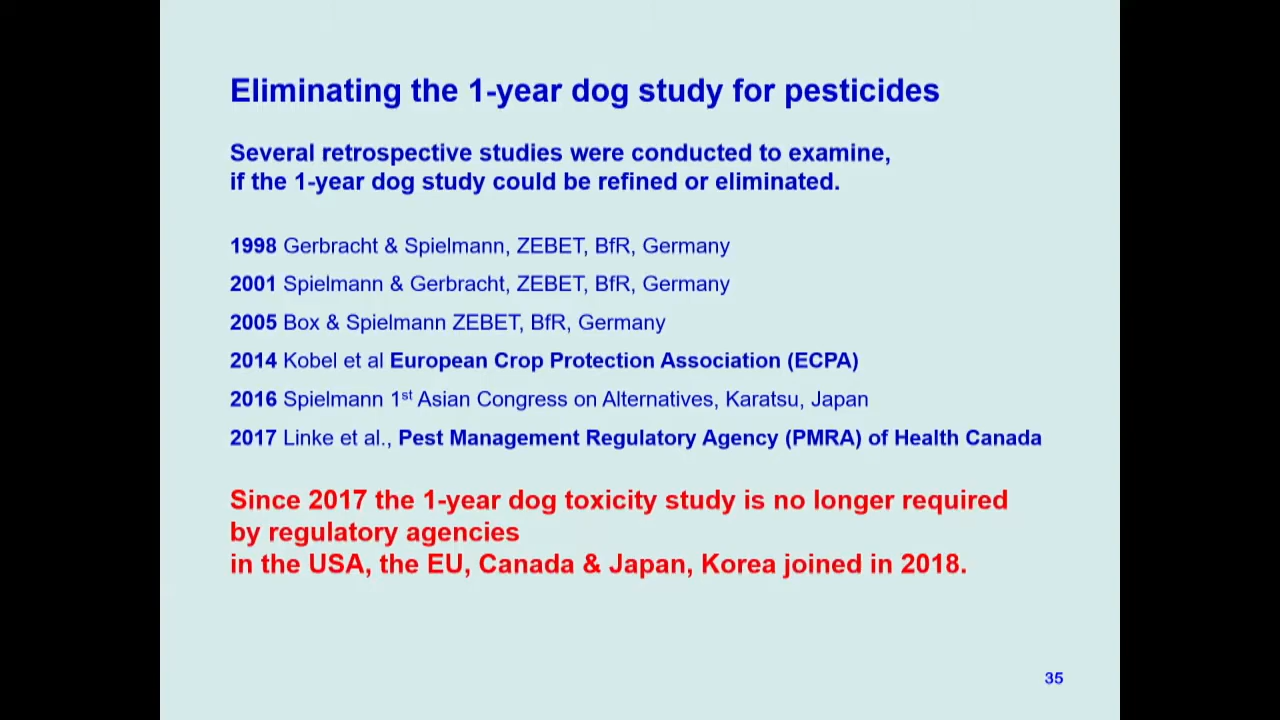 Eliminating the 1-year dog study for pesticides
Several retrospective studies were conducted to examine,
if the 1-year dog study could be refined or eliminated.
1998 Gerbracht & Spielmann, ZEBET, BfR, Germany
2001 Spielmann & Gerbracht, ZEBET, BfR, Germany
2005 Box & Spielmann ZEBET, BfR, Germany
2014 Kobel et al European Crop Protection Association (ECPA)
2016 Spielmann 1st Asian Congress on Alternatives, Karatsu, Japan
2017 Linke et al., Pest Management Regulatory Agency (PMRA) of Health Canada
Since 2017 the 1-year dog toxicity study is no longer required
by regulatory agencies
in the USA, the EU, Canada & Japan, Korea joined in 2018.
35